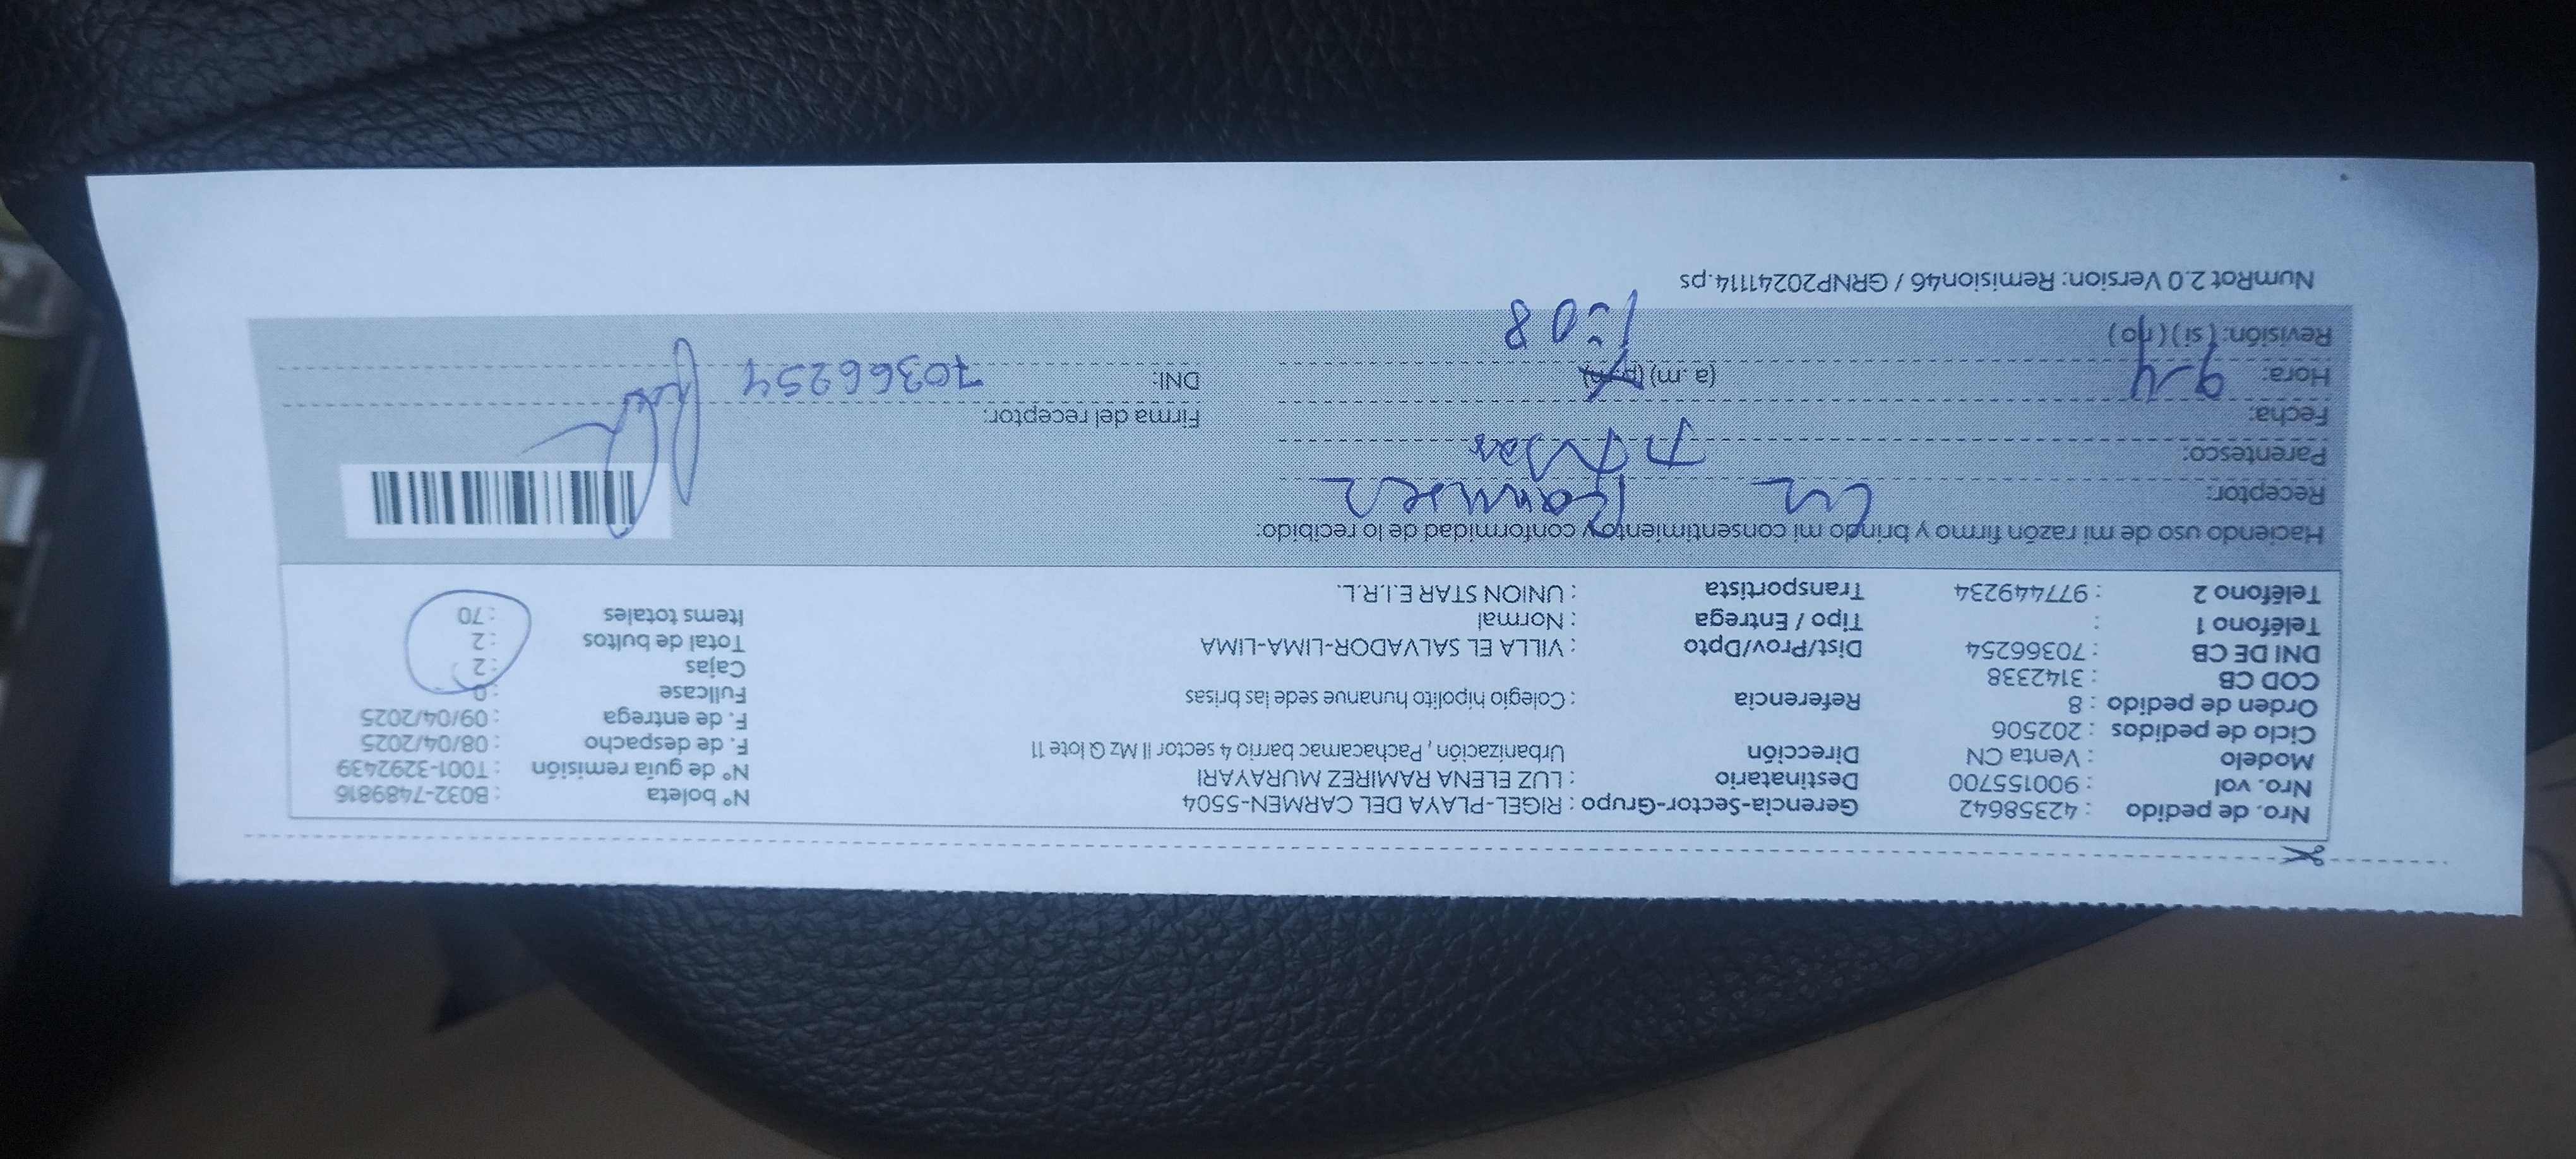 Nro. de pedido : 42358642 Gerencia-Sector-Grupo : RIGEL-PLAYA DEL CARMEN-5504 N° boleta : B032-7489816
Nro. vol : 900155700 Destinatario : LUZ ELENA RAMIREZ MURAYARI N° de guía remisión : T001-3292439
Modelo : Venta CN Dirección Urbanización , Pachacamac barrio 4 sector II Mz Q lote 11 F. de despacho : 08/04/2025
Ciclo de pedidos : 202506 F. de entrega : 09/04/2025
Orden de pedido : 8 Referencia : Colegio hipolito hunanue sede las brisas Fullcase : 0
COD CB : 3142338 Cajas : 2
DNI DE CB : 70366254 Dist/Prov/Dpto : VILLA EL SALVADOR-LIMA-LIMA Total de bultos : 2
Teléfono 1 : Tipo / Entrega : Normal Items totales : 70
Teléfono 2 : 977449234 Transportista : UNION STAR E.I.R.L.
Haciendo uso de mi razón firmo y brindo mi consentimiento y conformidad de lo recibido:
Receptor: Luz Ramirez
Parentesco:
Fecha: 9-4 Firma del receptor:
Hora: (a.m) (p.m) 1:08 DNI: 70366254
Revisión: (si) (no)
NumRot 2.0 Version: Remision46 / GRNP20241114.ps